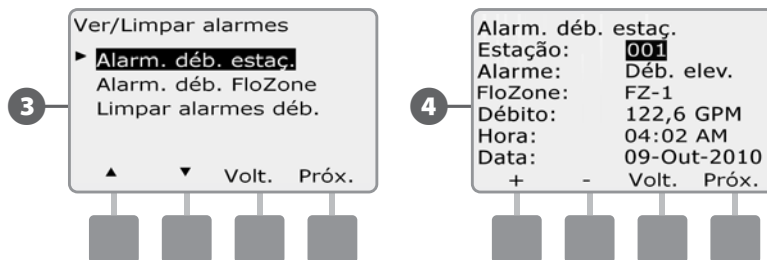 3
Ver/Limpar alarmes
► Alarm. déb. estaç.
Alarm. déb. FloZone
Limpar alarmes déb.
▲ ▼ Volt. Próx.
4
Alarm. déb. estaç.
Estação: 001
Alarme: Déb. elev.
FloZone: FZ-1
Débito: 122,6 GPM
Hora: 04:02 AM
Data: 09-Out-2010
+ - Volt. Próx.